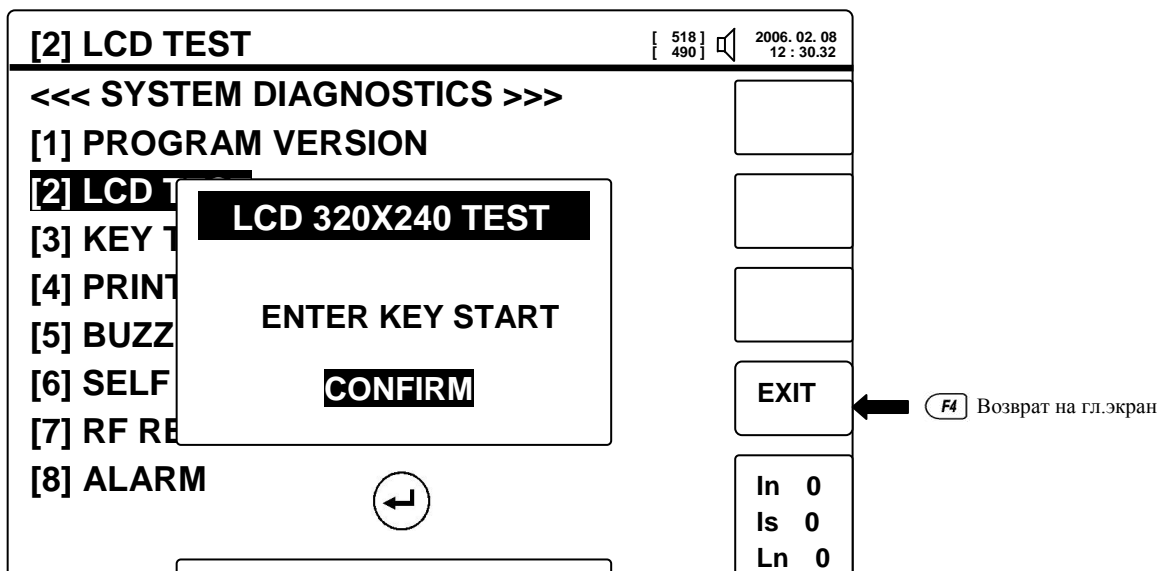 [2] LCD TEST
[ 518 ]
[ 490 ]
2006. 02. 08
12 : 30.32
<<< SYSTEM DIAGNOSTICS >>>
[1] PROGRAM VERSION
[2] LCD T
[3] KEY T
[4] PRINT
[5] BUZZ
[6] SELF
[7] RF RE
[8] ALARM
LCD 320X240 TEST
ENTER KEY START
CONFIRM
EXIT
F4 Возврат на гл.экран
In 0
Is 0
Ln 0